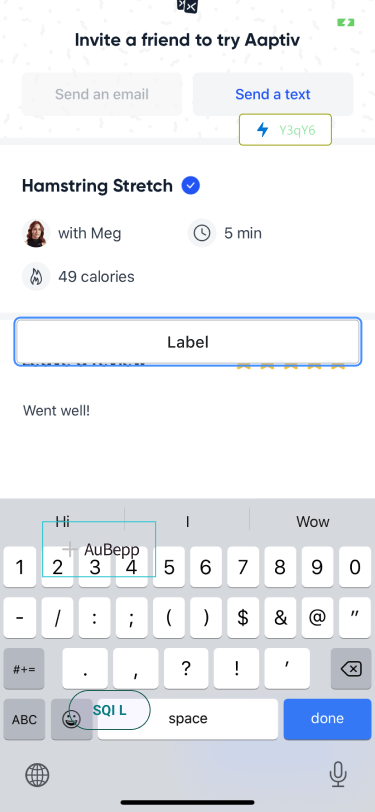 Invite a friend to try Aaptiv
Send an email
Send a text
Y3qY6
Hamstring Stretch
with Meg
5 min
49 calories
Label
Went well!
Hi
I
Wow
AuBepp
1 2 3 4 5 6 7 8 9 0
- / : ; ( ) $ & @ "
#+= . , ? ! '
ABC
SQI L
space
done